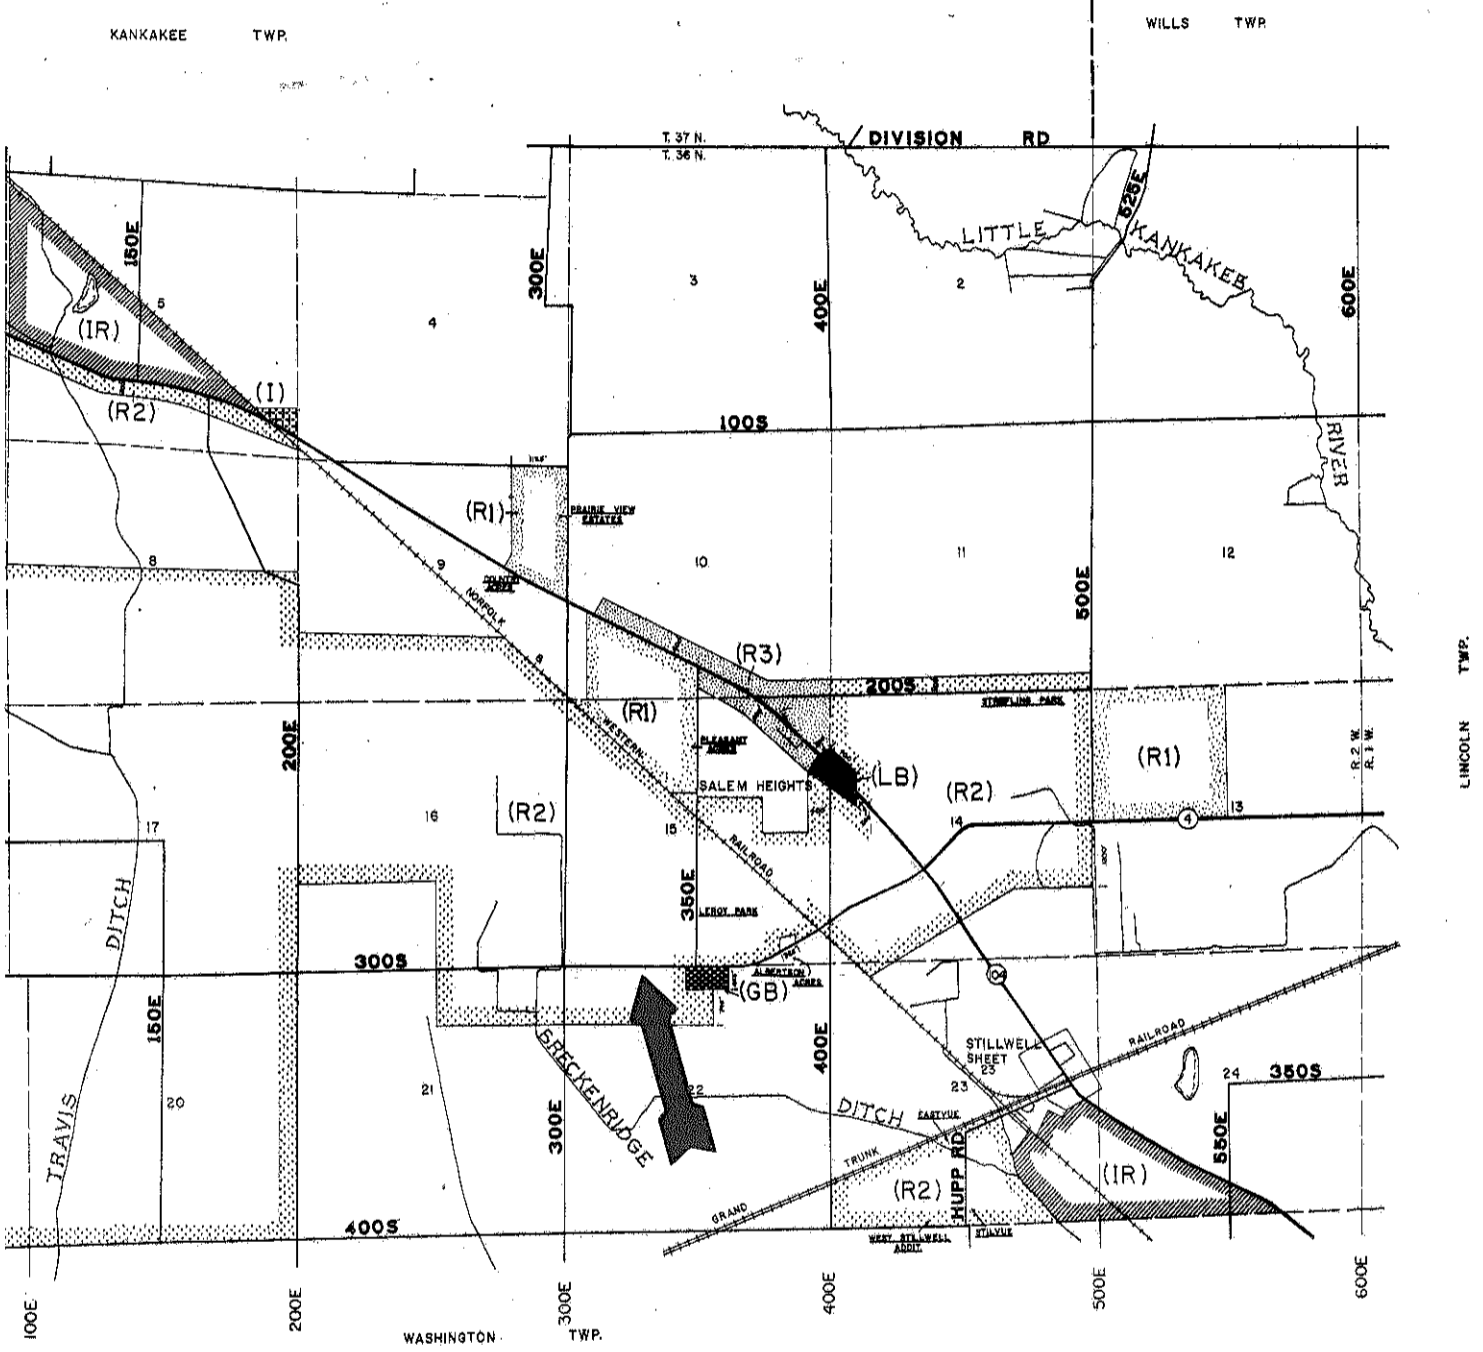 KANKAKEE TWP.
WILLS TWP.
T. 37 N.
T. 36 N.
DIVISION RD
525E
LITTLE
KANKAKEE
RIVER
150E
300E
400E
600E
5
4
3
2
(IR)
(R2)
(I)
100S
(R1)
PRAIRIE VIEW
ESTATES
8
9
10
11
12
500E
COUNTRY
ACRES
NORFOLK
8
WESTERN
RAILROAD
(R3)
200S
STRIPLING PARK
(R1)
(R1)
PLEASANT
ACRES
200E
R. 2 W.
R. 1 W.
LINCOLN TWP.
SALEM HEIGHTS
(LB)
(R2)
(R2)
17
16
15
14
13
4
DITCH
TRAVIS
350E
LEROY PARK
300S
ALBERTSON
ACRES
(GB)
150E
400E
BRECKENRIDGE
DITCH
STILLWELL
SHEET
23
23
RAILROAD
24
350S
20
21
22
300E
EASTVUE
550E
TRUNK
GRAND
HUPP RD
(R2)
(IR)
400S
WEST STILLWELL
ADDIT.
STILVUE
100E
200E
300E
400E
500E
600E
WASHINGTON TWP.